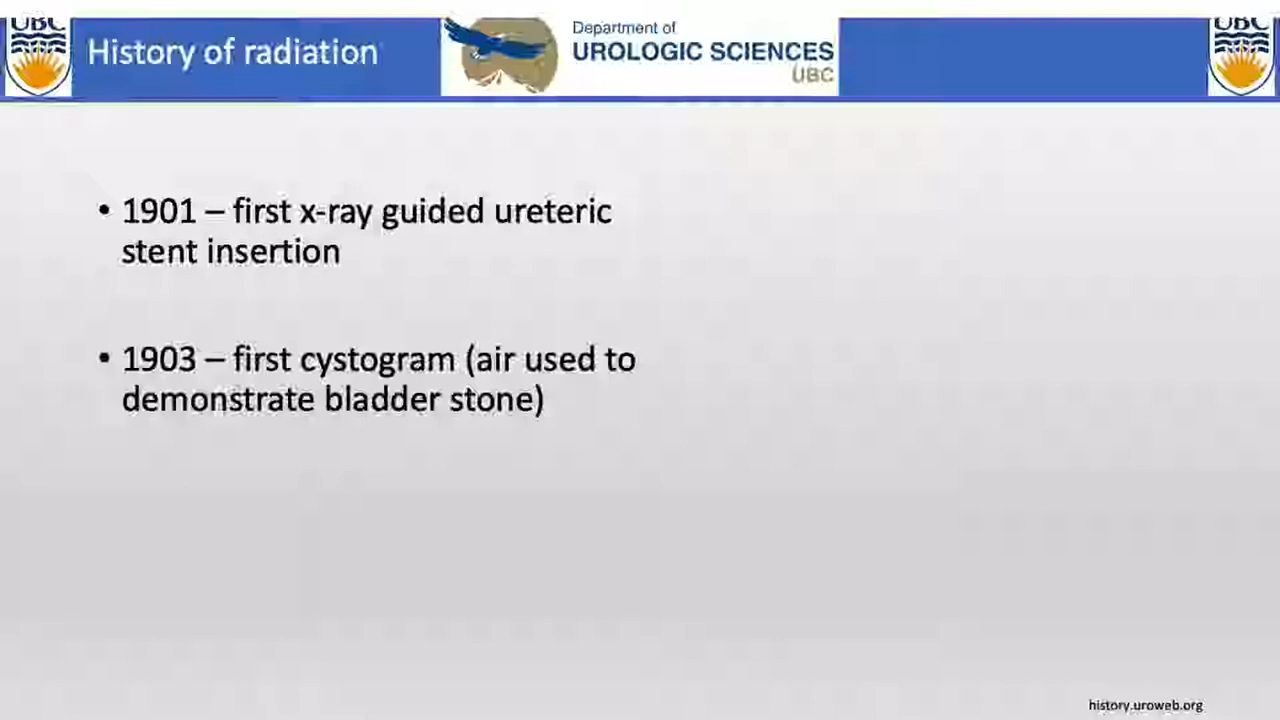 UBC
History of radiation
Department of
UROLOGIC SCIENCES
UBC
UBC
• 1901 – first x-ray guided ureteric
stent insertion
• 1903 – first cystogram (air used to
demonstrate bladder stone)
history.uroweb.org